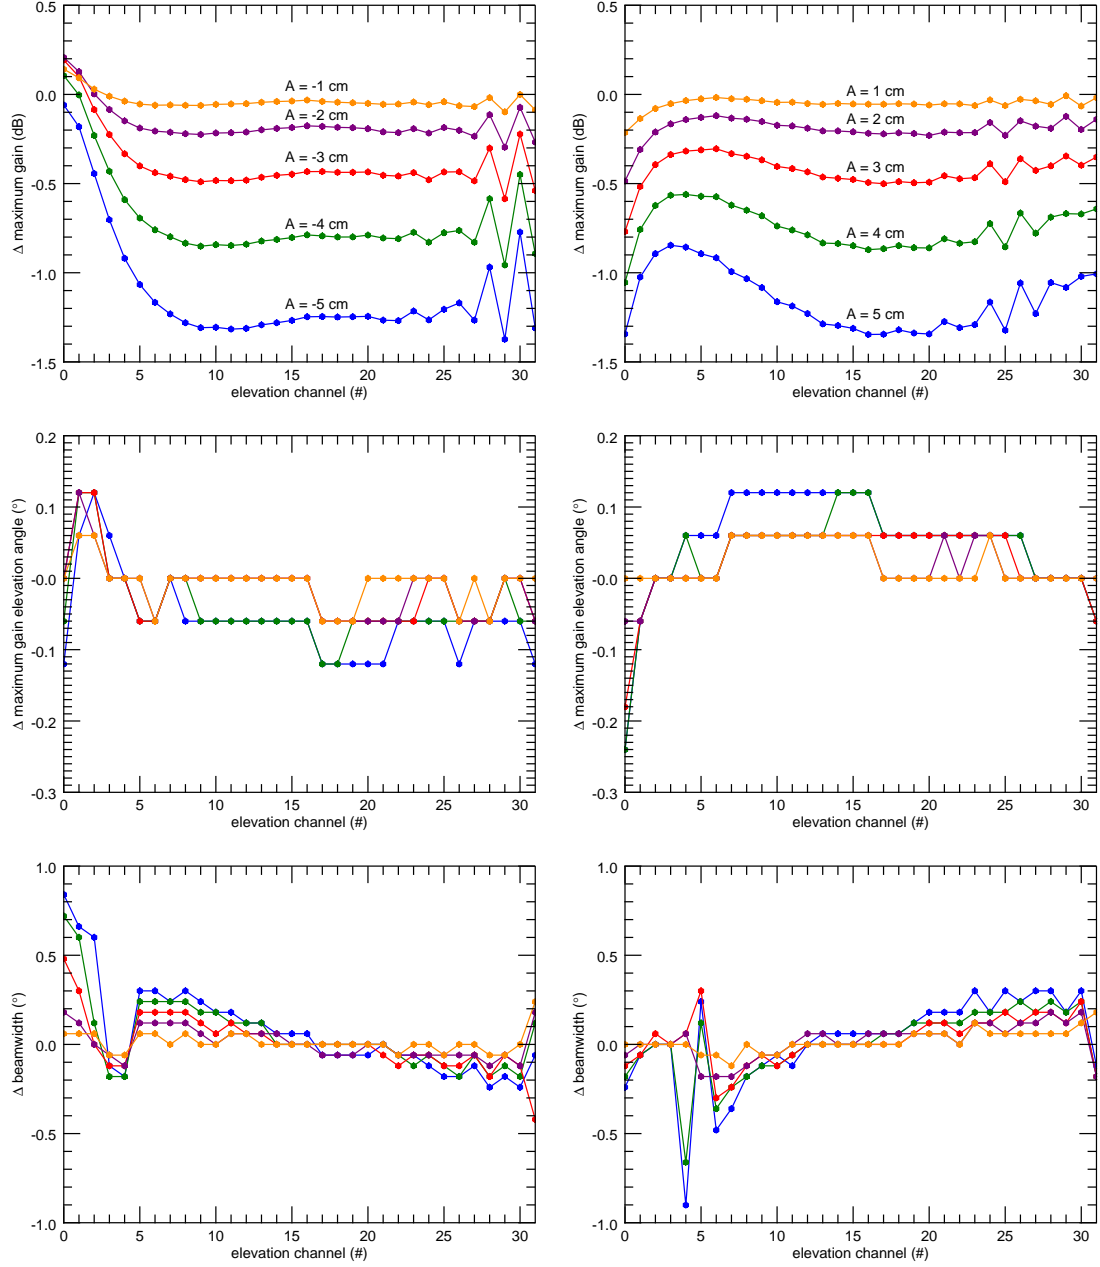 0.5
0.0
-0.5
-1.0
-1.5
Δ maximum gain (dB)
A = -1 cm
A = -2 cm
A = -3 cm
A = -4 cm
A = -5 cm
0 5 10 15 20 25 30
elevation channel (#)
0.5
0.0
-0.5
-1.0
-1.5
Δ maximum gain (dB)
A = 1 cm
A = 2 cm
A = 3 cm
A = 4 cm
A = 5 cm
0 5 10 15 20 25 30
elevation channel (#)
0.2
0.1
-0.0
-0.1
-0.2
-0.3
Δ maximum gain elevation angle (°)
0 5 10 15 20 25 30
elevation channel (#)
0.2
0.1
-0.0
-0.1
-0.2
-0.3
Δ maximum gain elevation angle (°)
0 5 10 15 20 25 30
elevation channel (#)
1.0
0.5
0.0
-0.5
-1.0
Δ beamwidth (°)
0 5 10 15 20 25 30
elevation channel (#)
1.0
0.5
0.0
-0.5
-1.0
Δ beamwidth (°)
0 5 10 15 20 25 30
elevation channel (#)